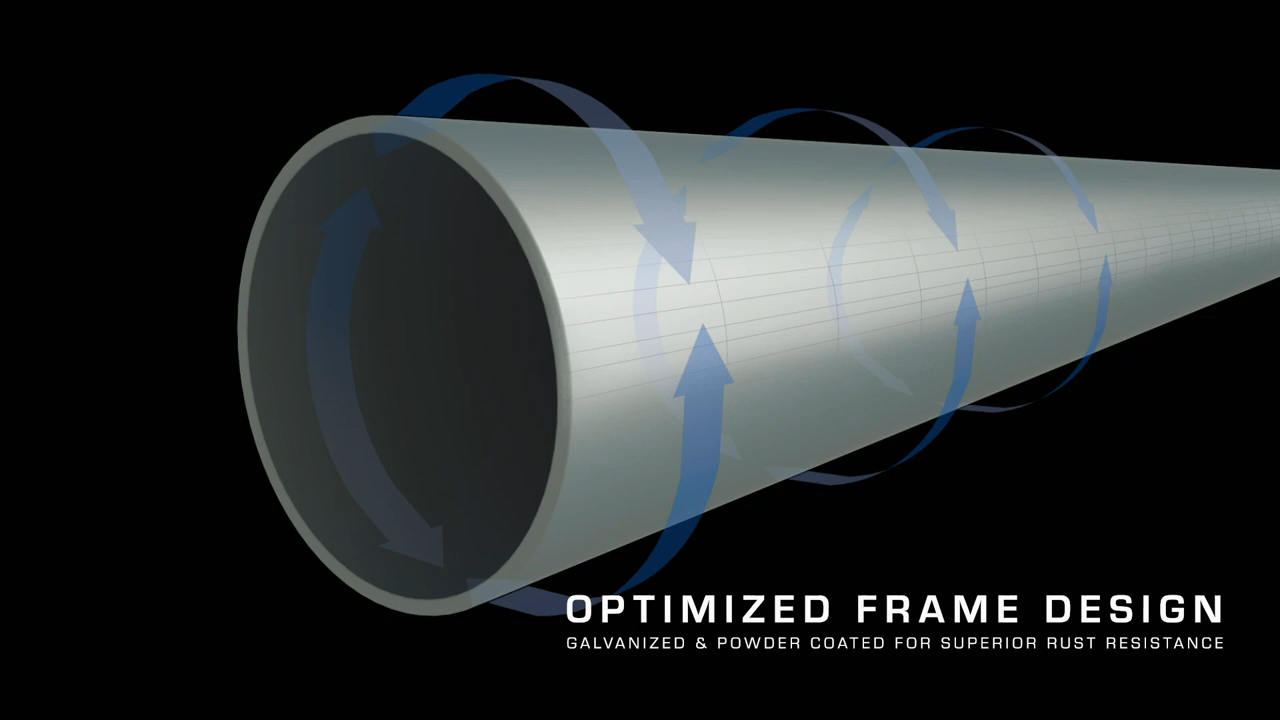 OPTIMIZED FRAME DESIGN
GALVANIZED & POWDER COATED FOR SUPERIOR RUST RESISTANCE